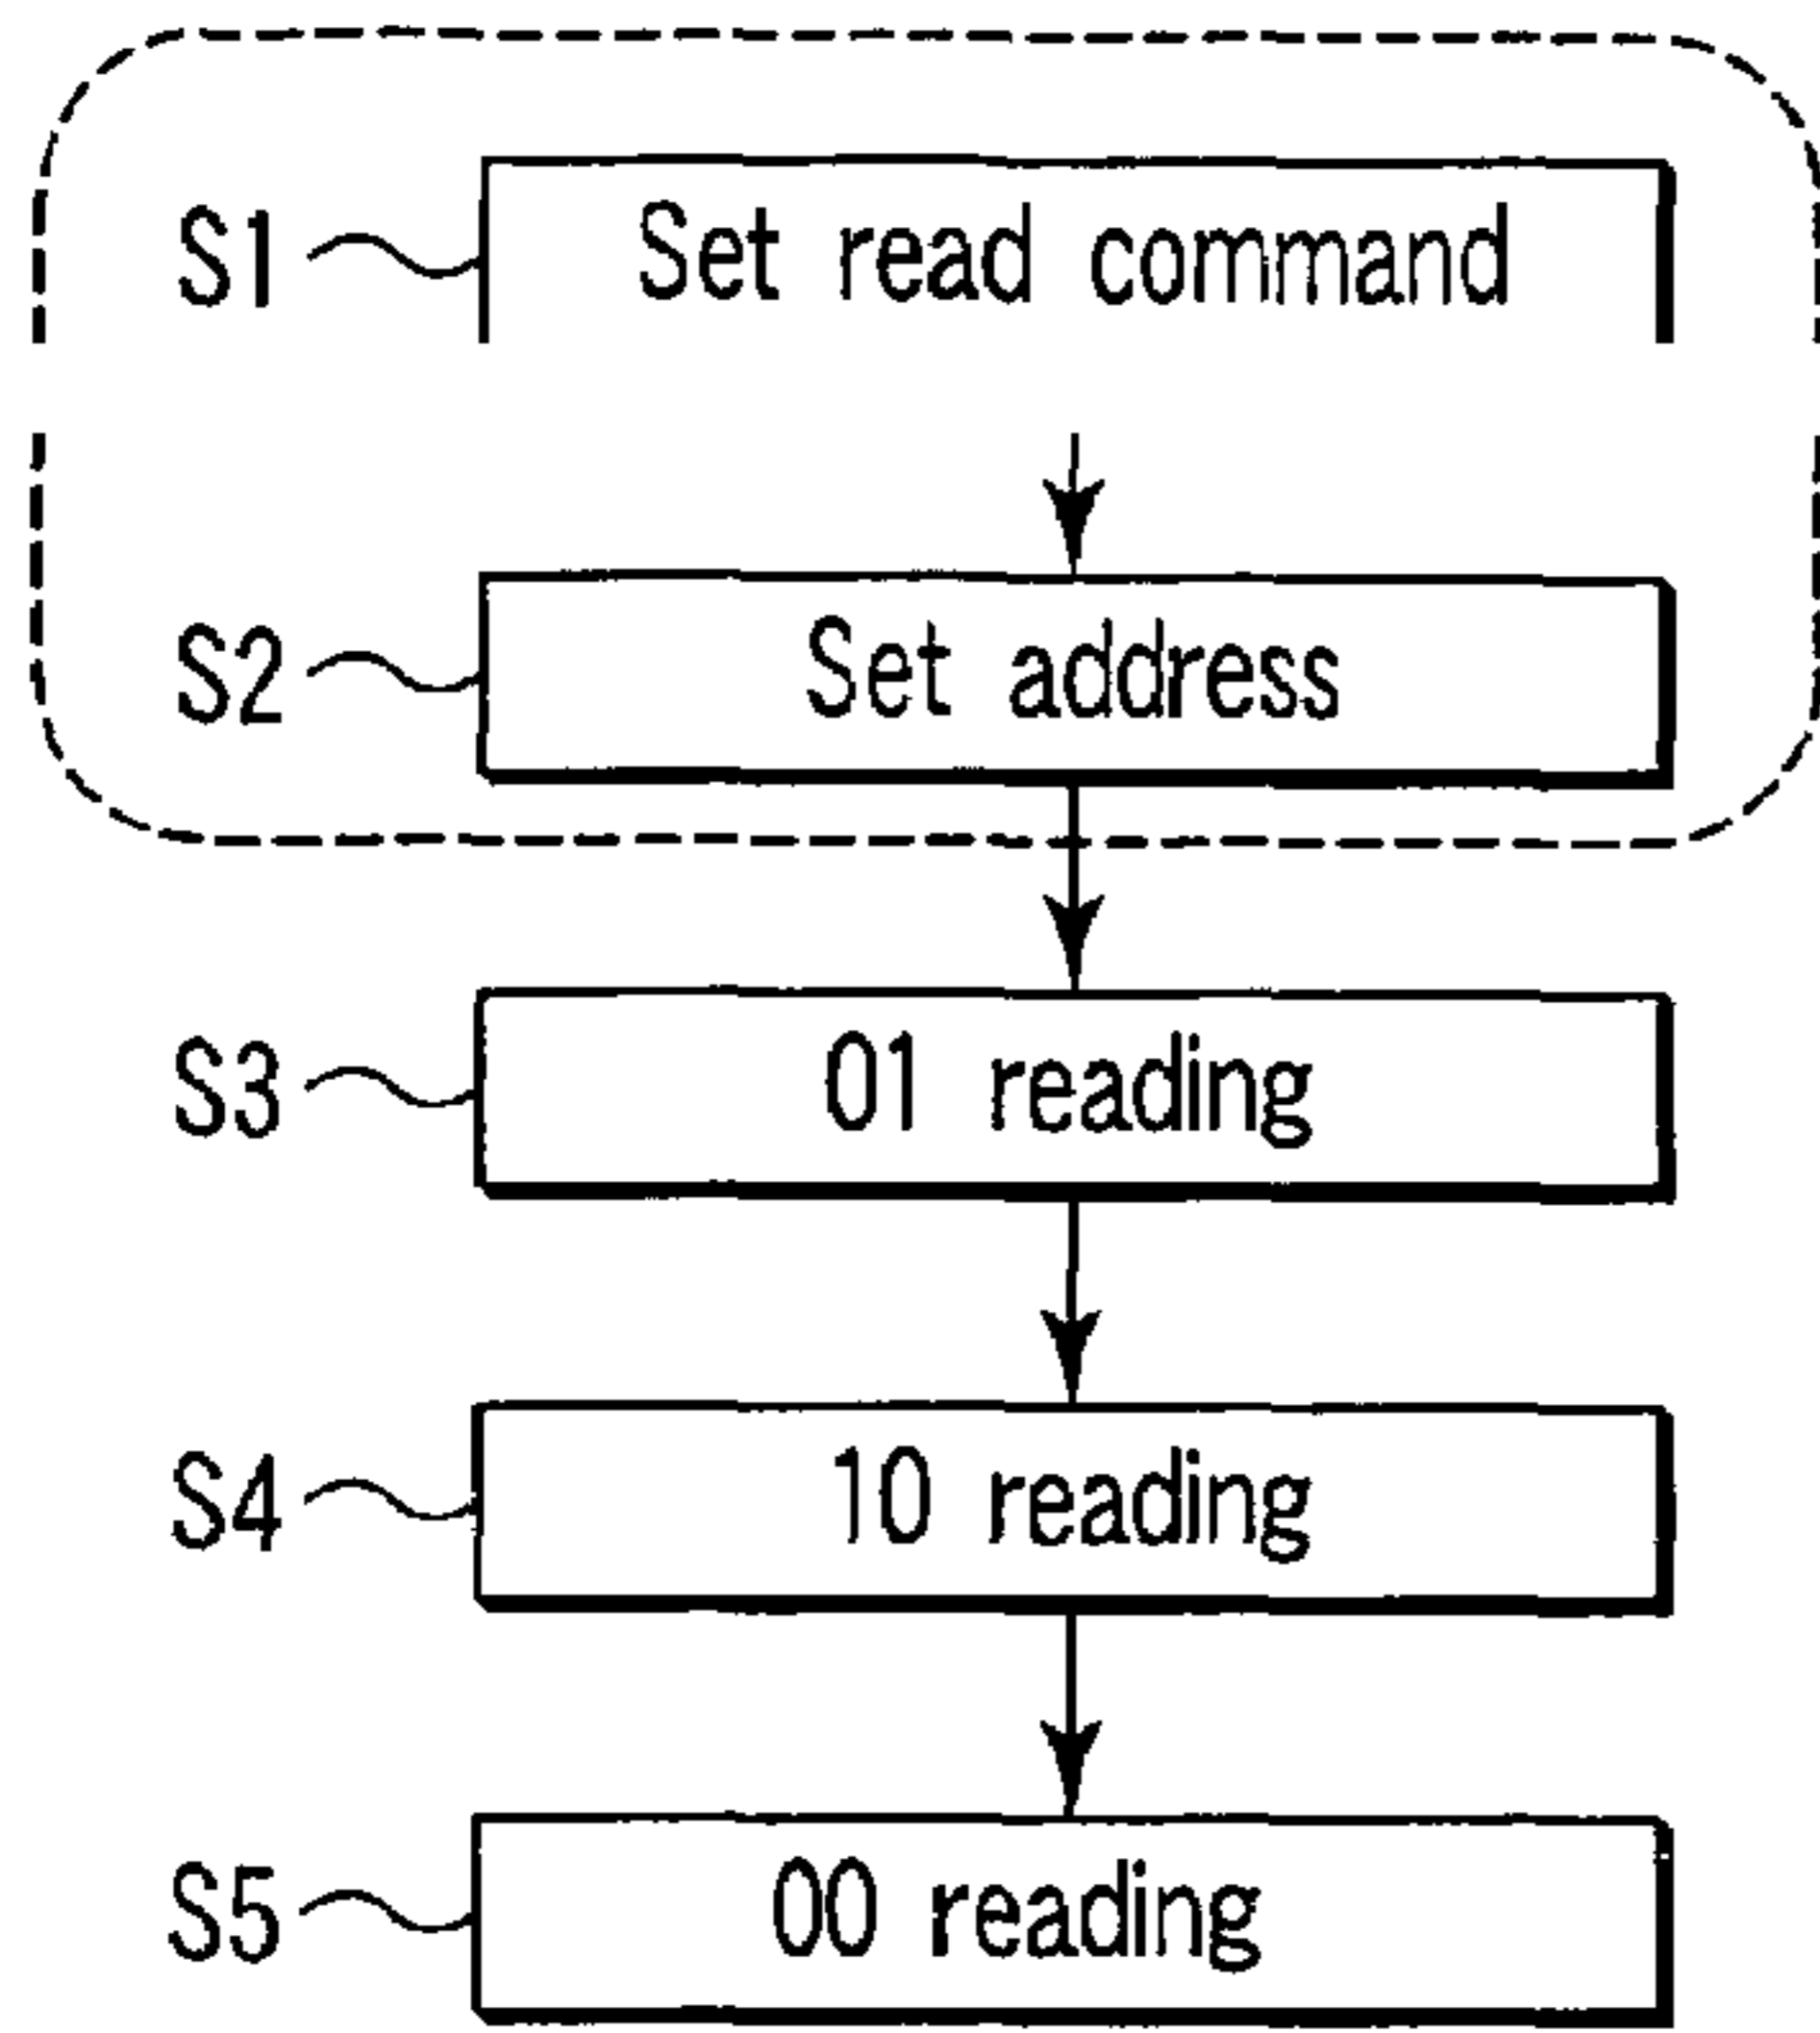 S1 Set read command
S2 Set address
S3 01 reading
S4 10 reading
S5 00 reading